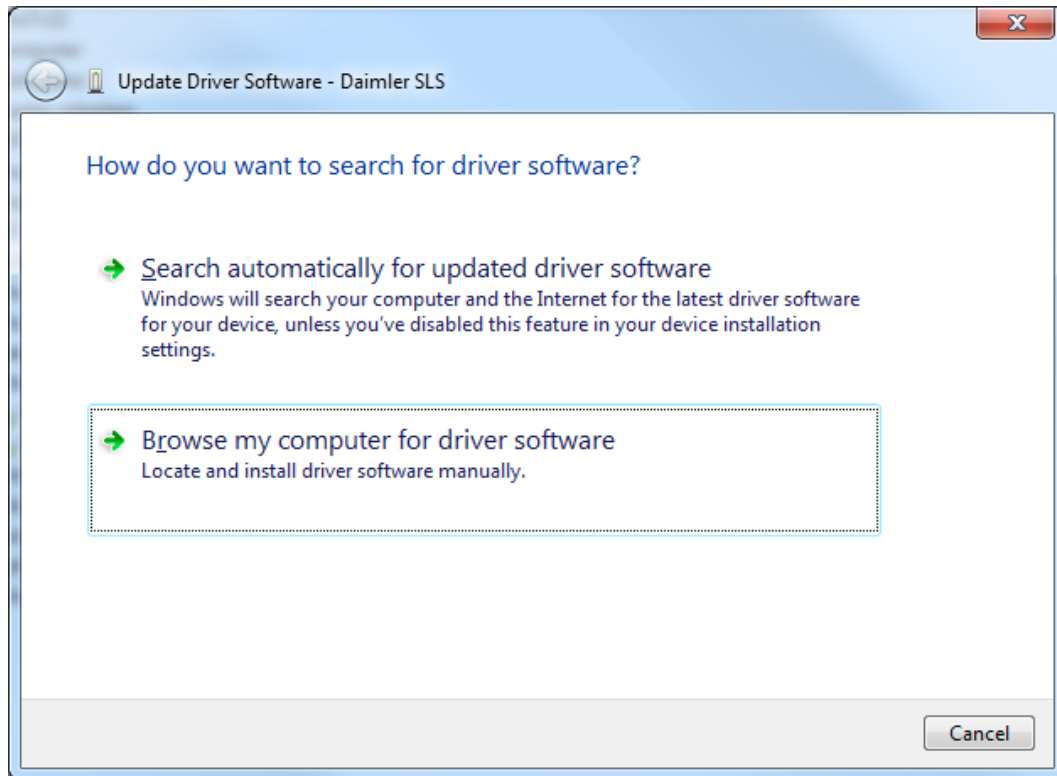 Update Driver Software - Daimler SLS
How do you want to search for driver software?
Search automatically for updated driver software
Windows will search your computer and the Internet for the latest driver software
for your device, unless you've disabled this feature in your device installation
settings.
Browse my computer for driver software
Locate and install driver software manually.
Cancel